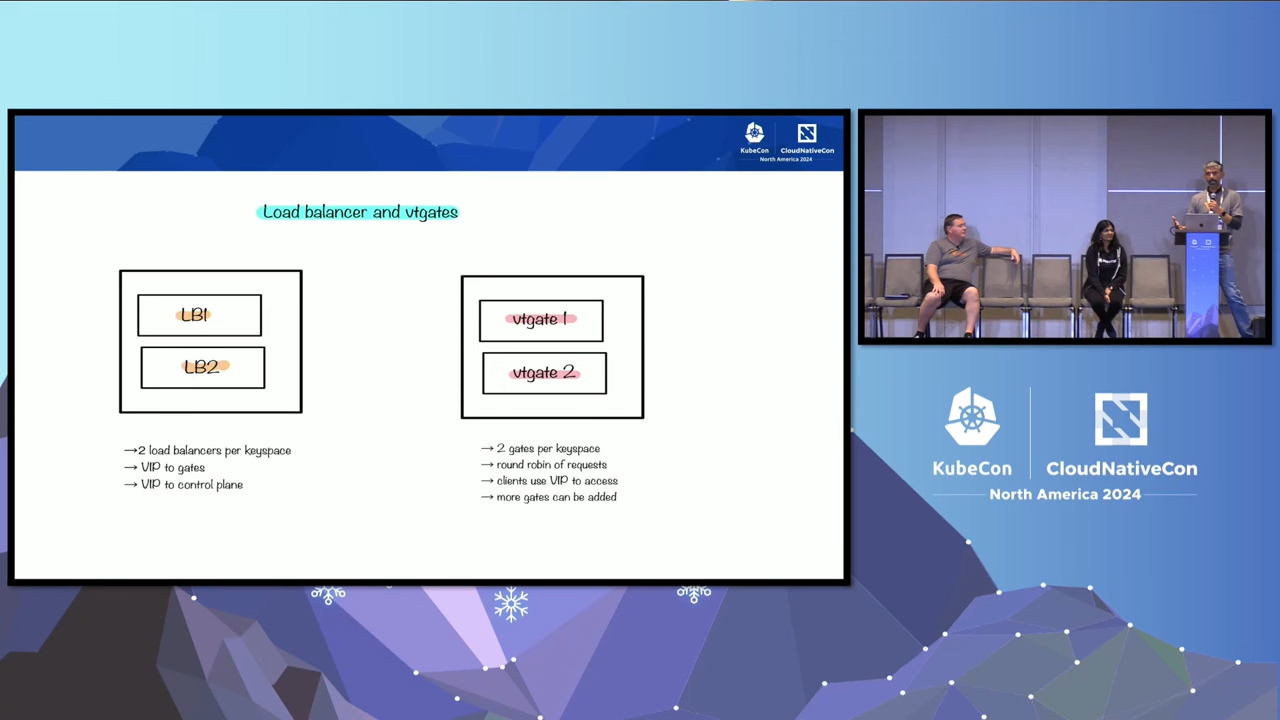 KubeCon
CloudNativeCon
North America 2024
Load balancer and vtgates
LB1
LB2
→2 load balancers per keyspace
→ VIP to gates
→ VIP to control plane
vtgate 1
vtgate 2
→ 2 gates per keyspace
→ round robin of requests
→ clients use VIP to access
→ more gates can be added
KubeCon
CloudNativeCon
North America 2024